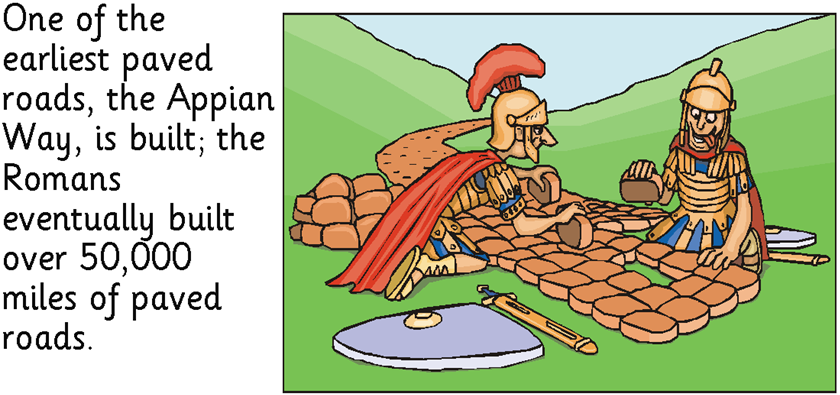 One of the
earliest paved
roads, the Appian
Way, is built; the
Romans
eventually built
over 50,000
miles of paved
roads.